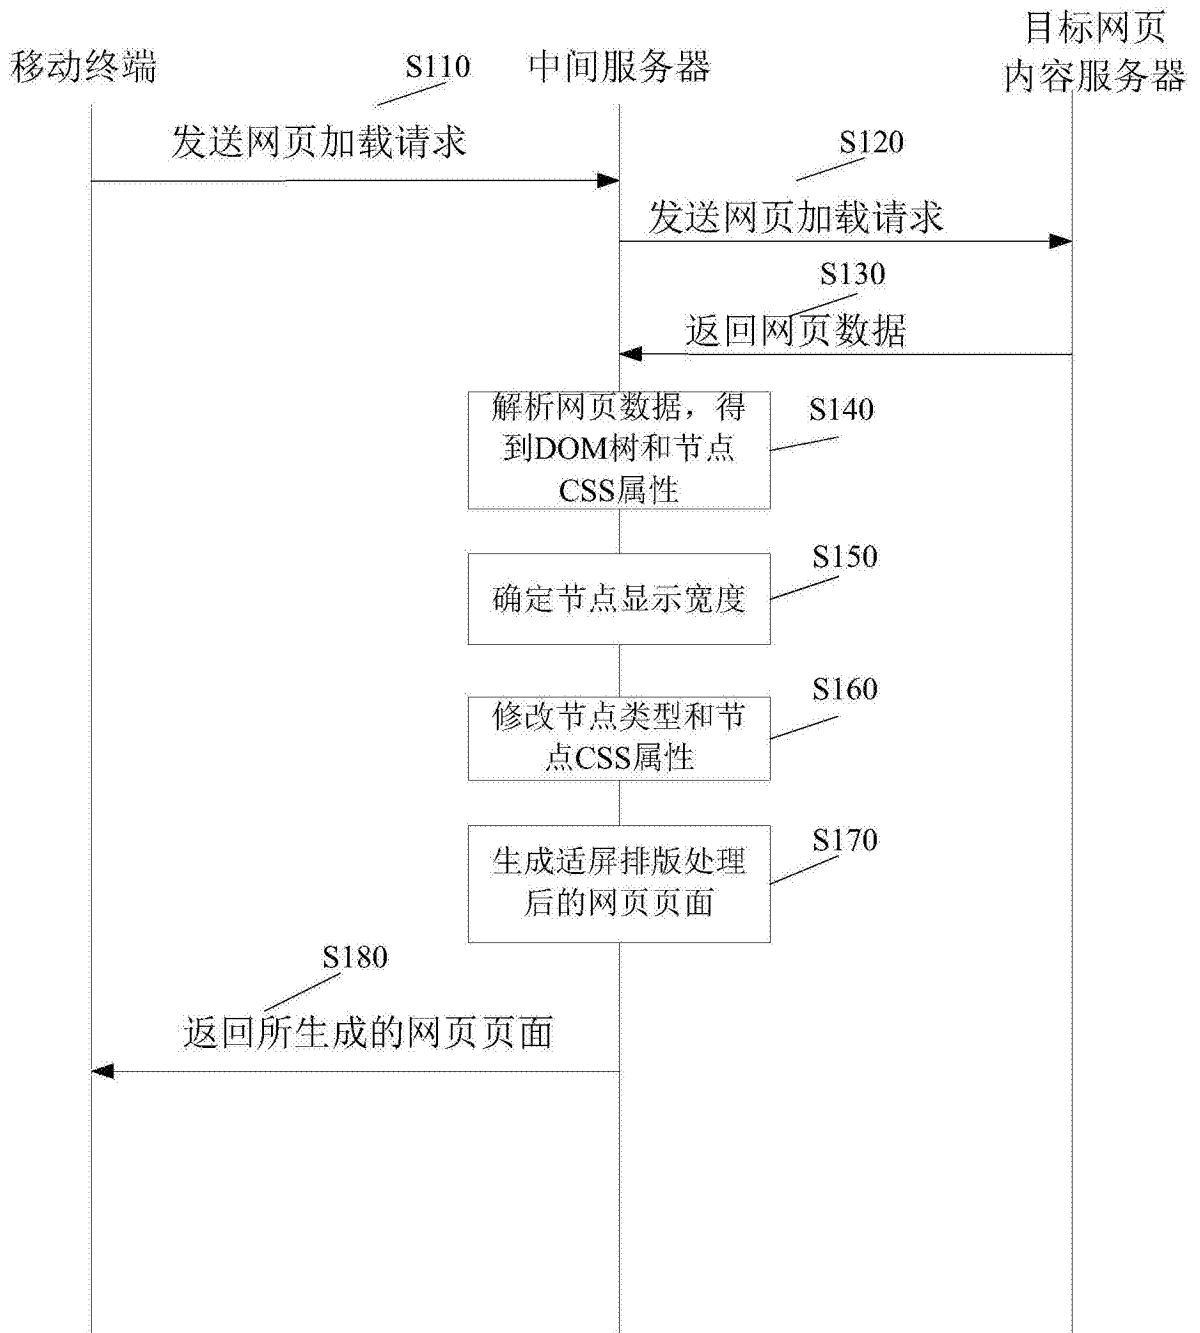 移动终端
中间服务器
目标网页
内容服务器
S110
发送网页加载请求
S120
发送网页加载请求
S130
返回网页数据
解析网页数据，得
到DOM树和节点
CSS属性
S140
确定节点显示宽度
S150
修改节点类型和节
点CSS属性
S160
生成适屏排版处理
后的网页页面
S170
S180
返回所生成的网页页面